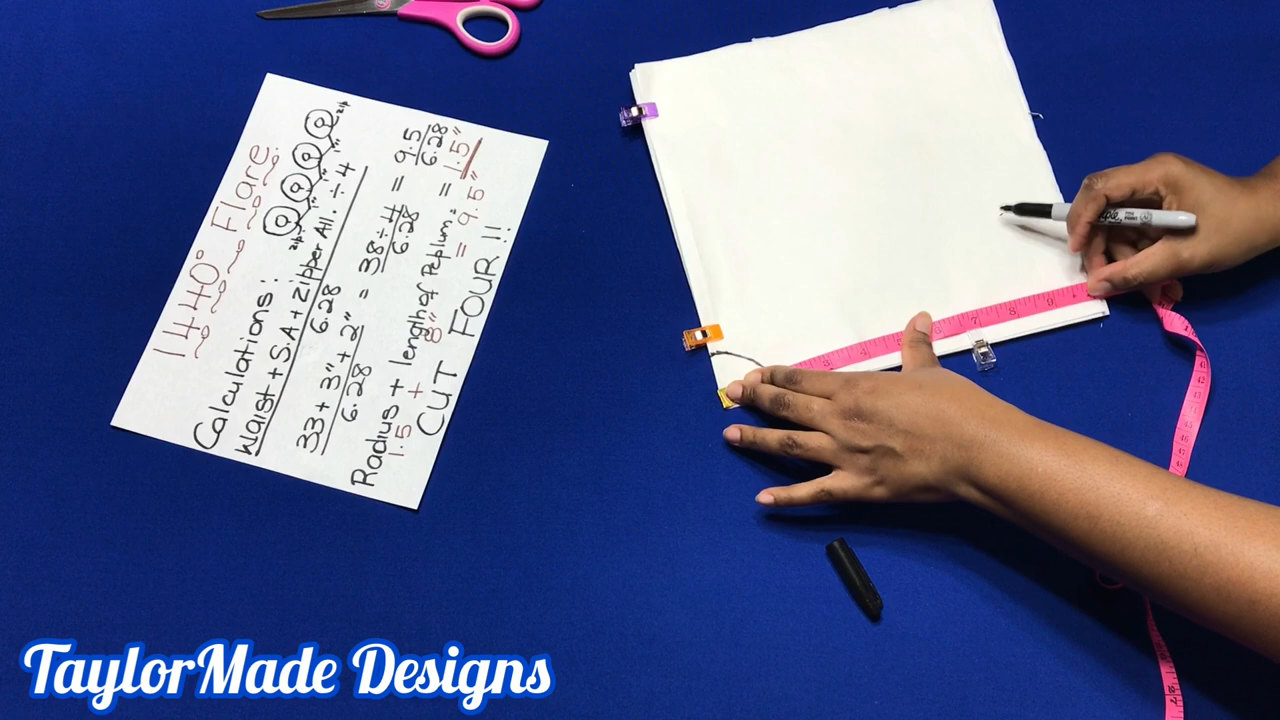 1440° Flare.
Calculations:
Waist + S.A + Zipper All. ÷ 4
6.28
33 + 3" + 2" = 38 ÷ 4 = 9.5
6.28 6.28 6.28
= 1.5"
Radius + length of Peplum:
1.5 + 8" = 9.5"
CUT FOUR!!
Sharpie
TaylorMade Designs